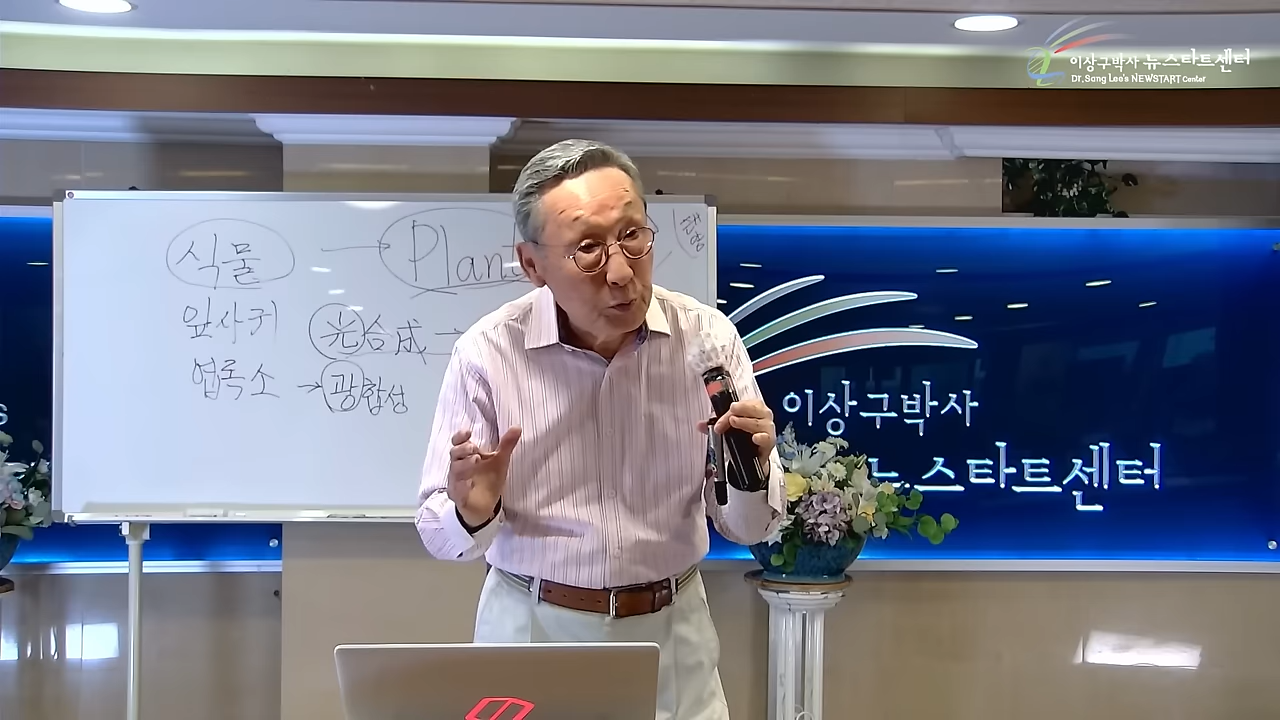 이상구박사 뉴스타트센터
Dr.Sang Lee's NEWSTART Center
식물 → Plant
잎사귀
엽록소
光合成 →
→ 광합성
이상구박사
뉴스타트센터